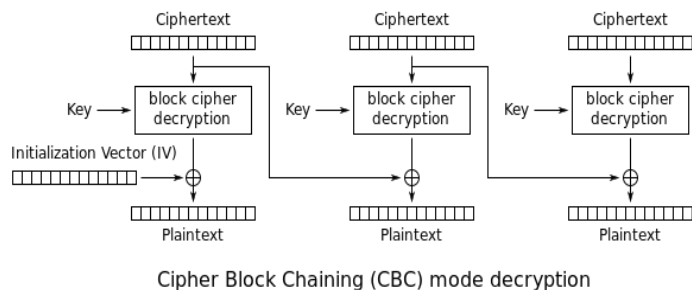 Ciphertext Ciphertext Ciphertext
Key block cipher decryption Key block cipher decryption Key block cipher decryption
Initialization Vector (IV)
Plaintext Plaintext Plaintext
Cipher Block Chaining (CBC) mode decryption